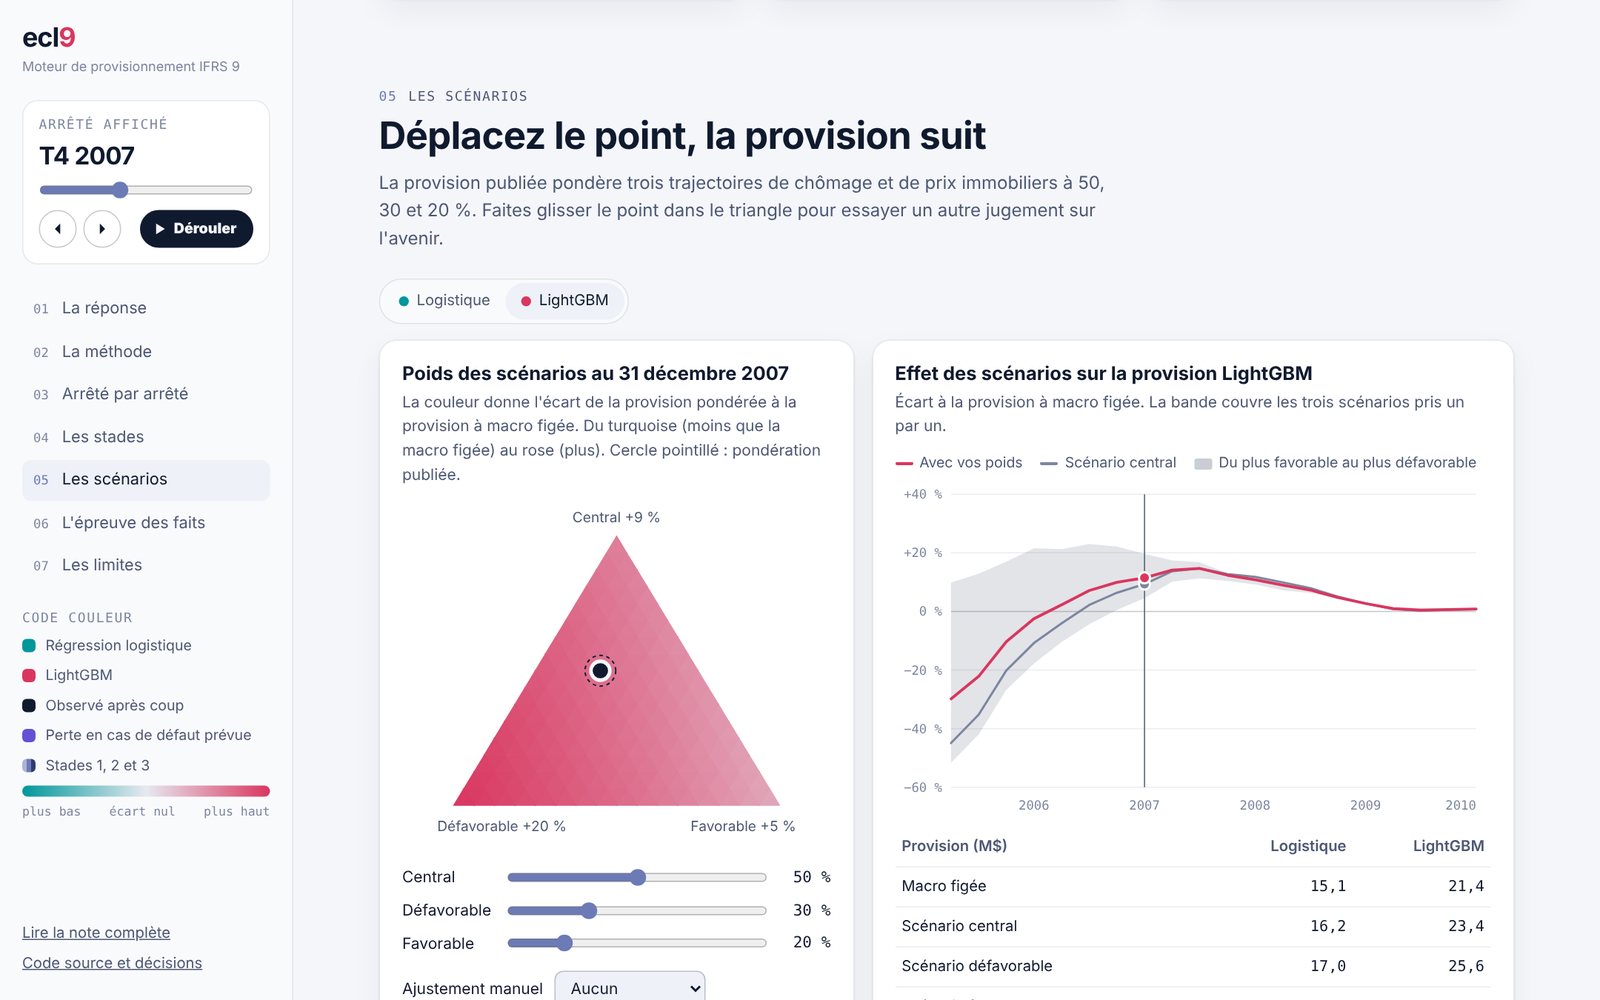 ecl9
Moteur de provisionnement IFRS 9
ARRÊTÉ AFFICHÉ
T4 2007
Dérouler
01 La réponse
02 La méthode
03 Arrêté par arrêté
04 Les stades
05 Les scénarios
06 L'épreuve des faits
07 Les limites
CODE COULEUR
Régression logistique
LightGBM
Observé après coup
Perte en cas de défaut prévue
Stades 1, 2 et 3
plus bas écart nul plus haut
Lire la note complète
Code source et décisions
05 LES SCÉNARIOS
Déplacez le point, la provision suit
La provision publiée pondère trois trajectoires de chômage et de prix immobiliers à 50,
30 et 20 %. Faites glisser le point dans le triangle pour essayer un autre jugement sur
l'avenir.
Logistique LightGBM
Poids des scénarios au 31 décembre 2007
La couleur donne l'écart de la provision pondérée à la
provision à macro figée. Du turquoise (moins que la
macro figée) au rose (plus). Cercle pointillé : pondération
publiée.
Central +9 %
Défavorable +20 % Favorable +5 %
Central 50 %
Défavorable 30 %
Favorable 20 %
Ajustement manuel Aucun
Effet des scénarios sur la provision LightGBM
Écart à la provision à macro figée. La bande couvre les trois scénarios pris un
par un.
Avec vos poids Scénario central Du plus favorable au plus défavorable
+40 %
+20 %
0 %
−20 %
−40 %
−60 %
2006 2007 2008 2009 2010
Provision (M$) Logistique LightGBM
Macro figée 15,1 21,4
Scénario central 16,2 23,4
Scénario défavorable 17,0 25,6